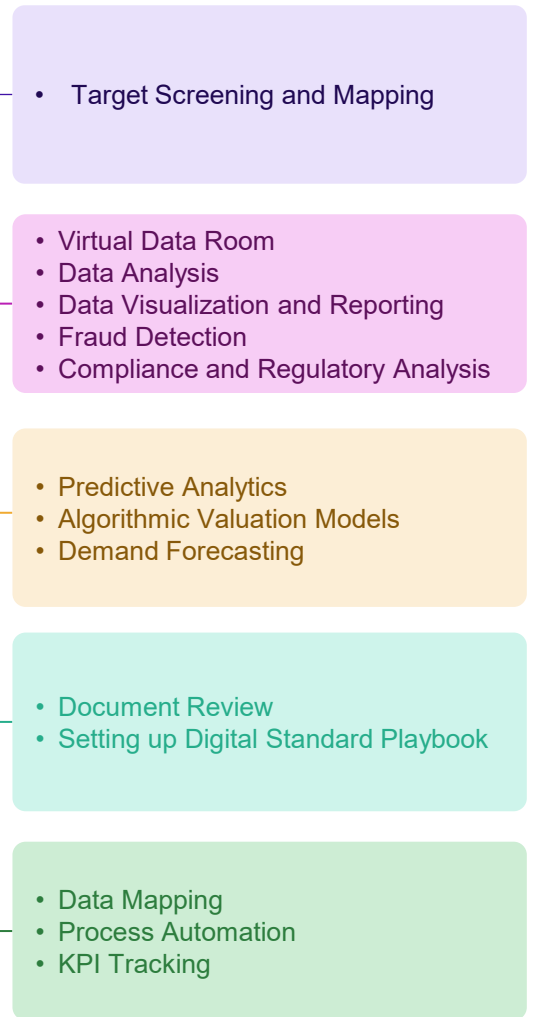 • Target Screening and Mapping
• Virtual Data Room
• Data Analysis
• Data Visualization and Reporting
• Fraud Detection
• Compliance and Regulatory Analysis
• Predictive Analytics
• Algorithmic Valuation Models
• Demand Forecasting
• Document Review
• Setting up Digital Standard Playbook
• Data Mapping
• Process Automation
• KPI Tracking